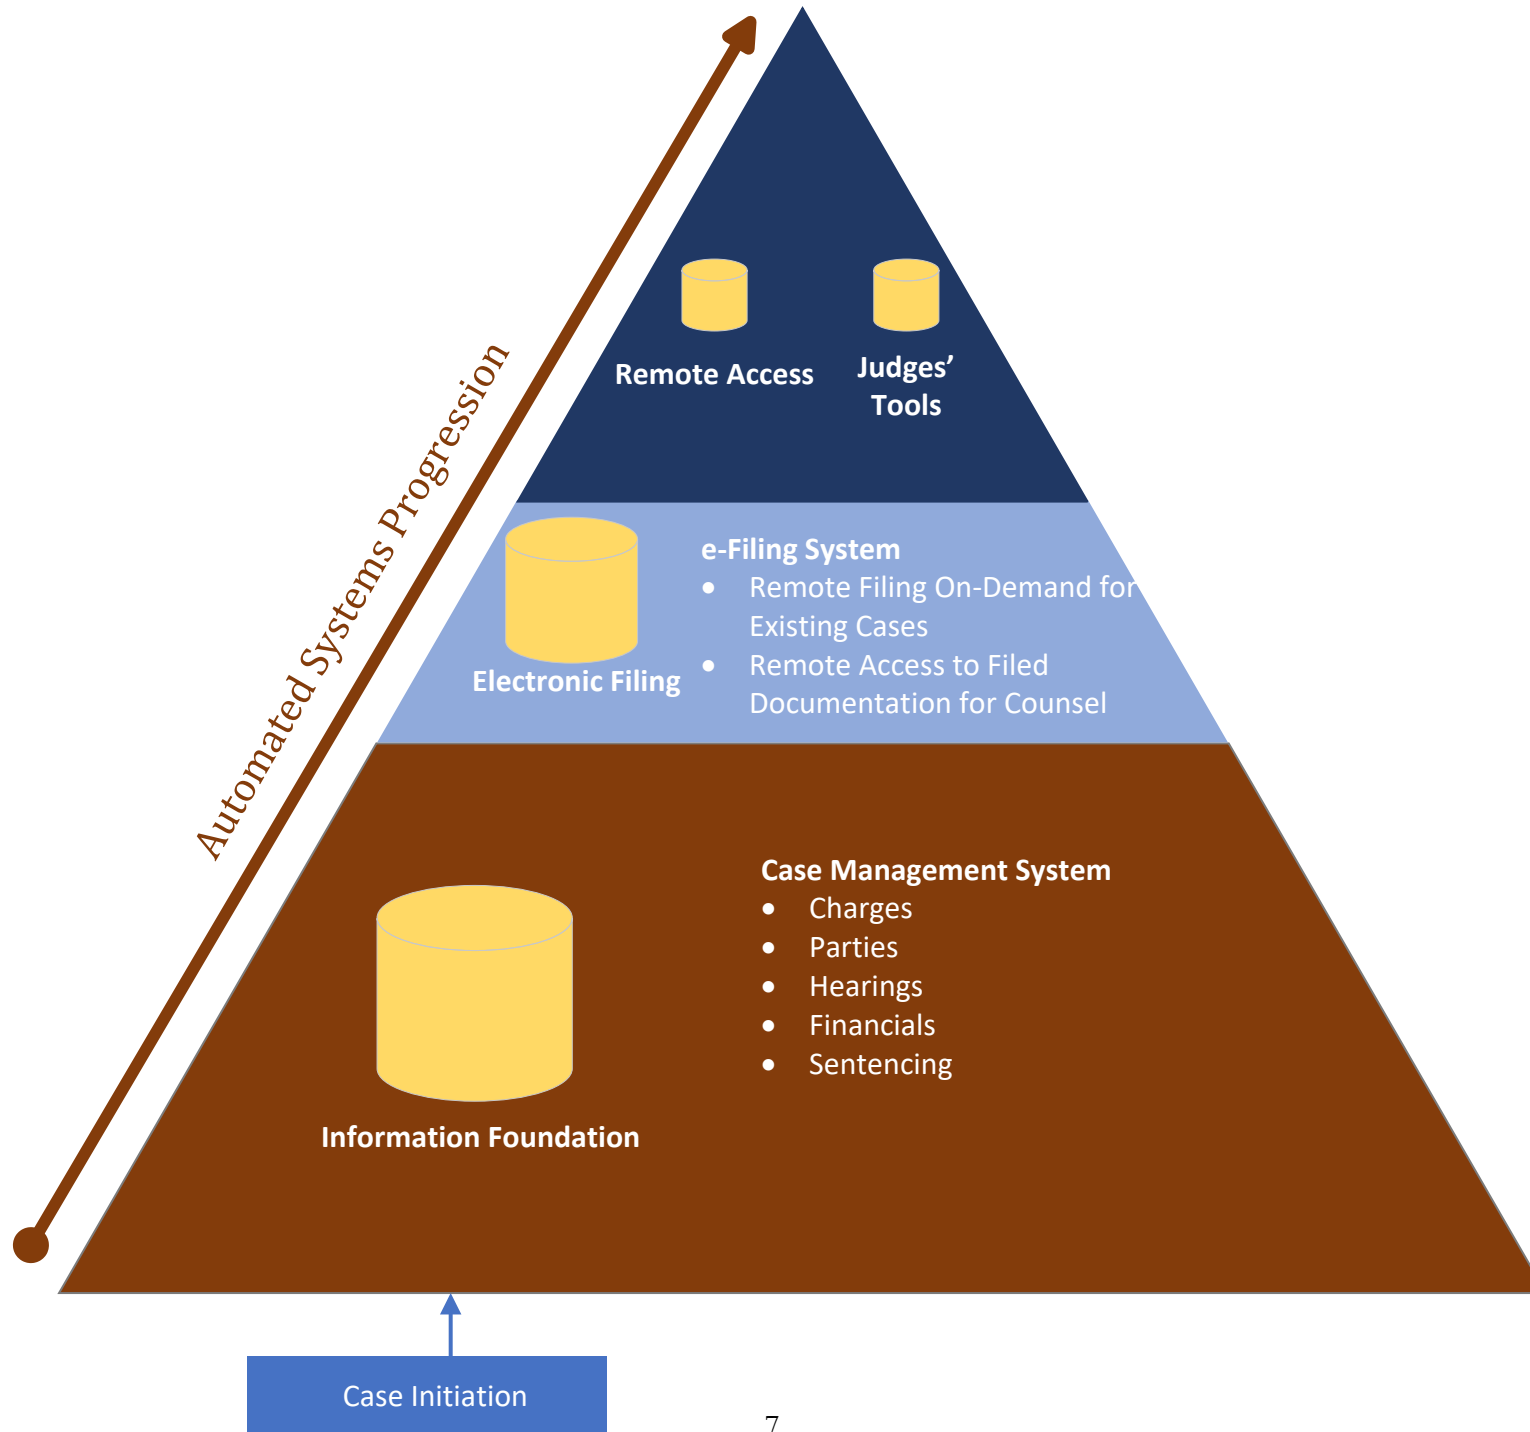 Automated Systems Progression
Remote Access
Judges’
Tools
Electronic Filing
e-Filing System
• Remote Filing On-Demand for
Existing Cases
• Remote Access to Filed
Documentation for Counsel
Information Foundation
Case Management System
• Charges
• Parties
• Hearings
• Financials
• Sentencing
Case Initiation
7